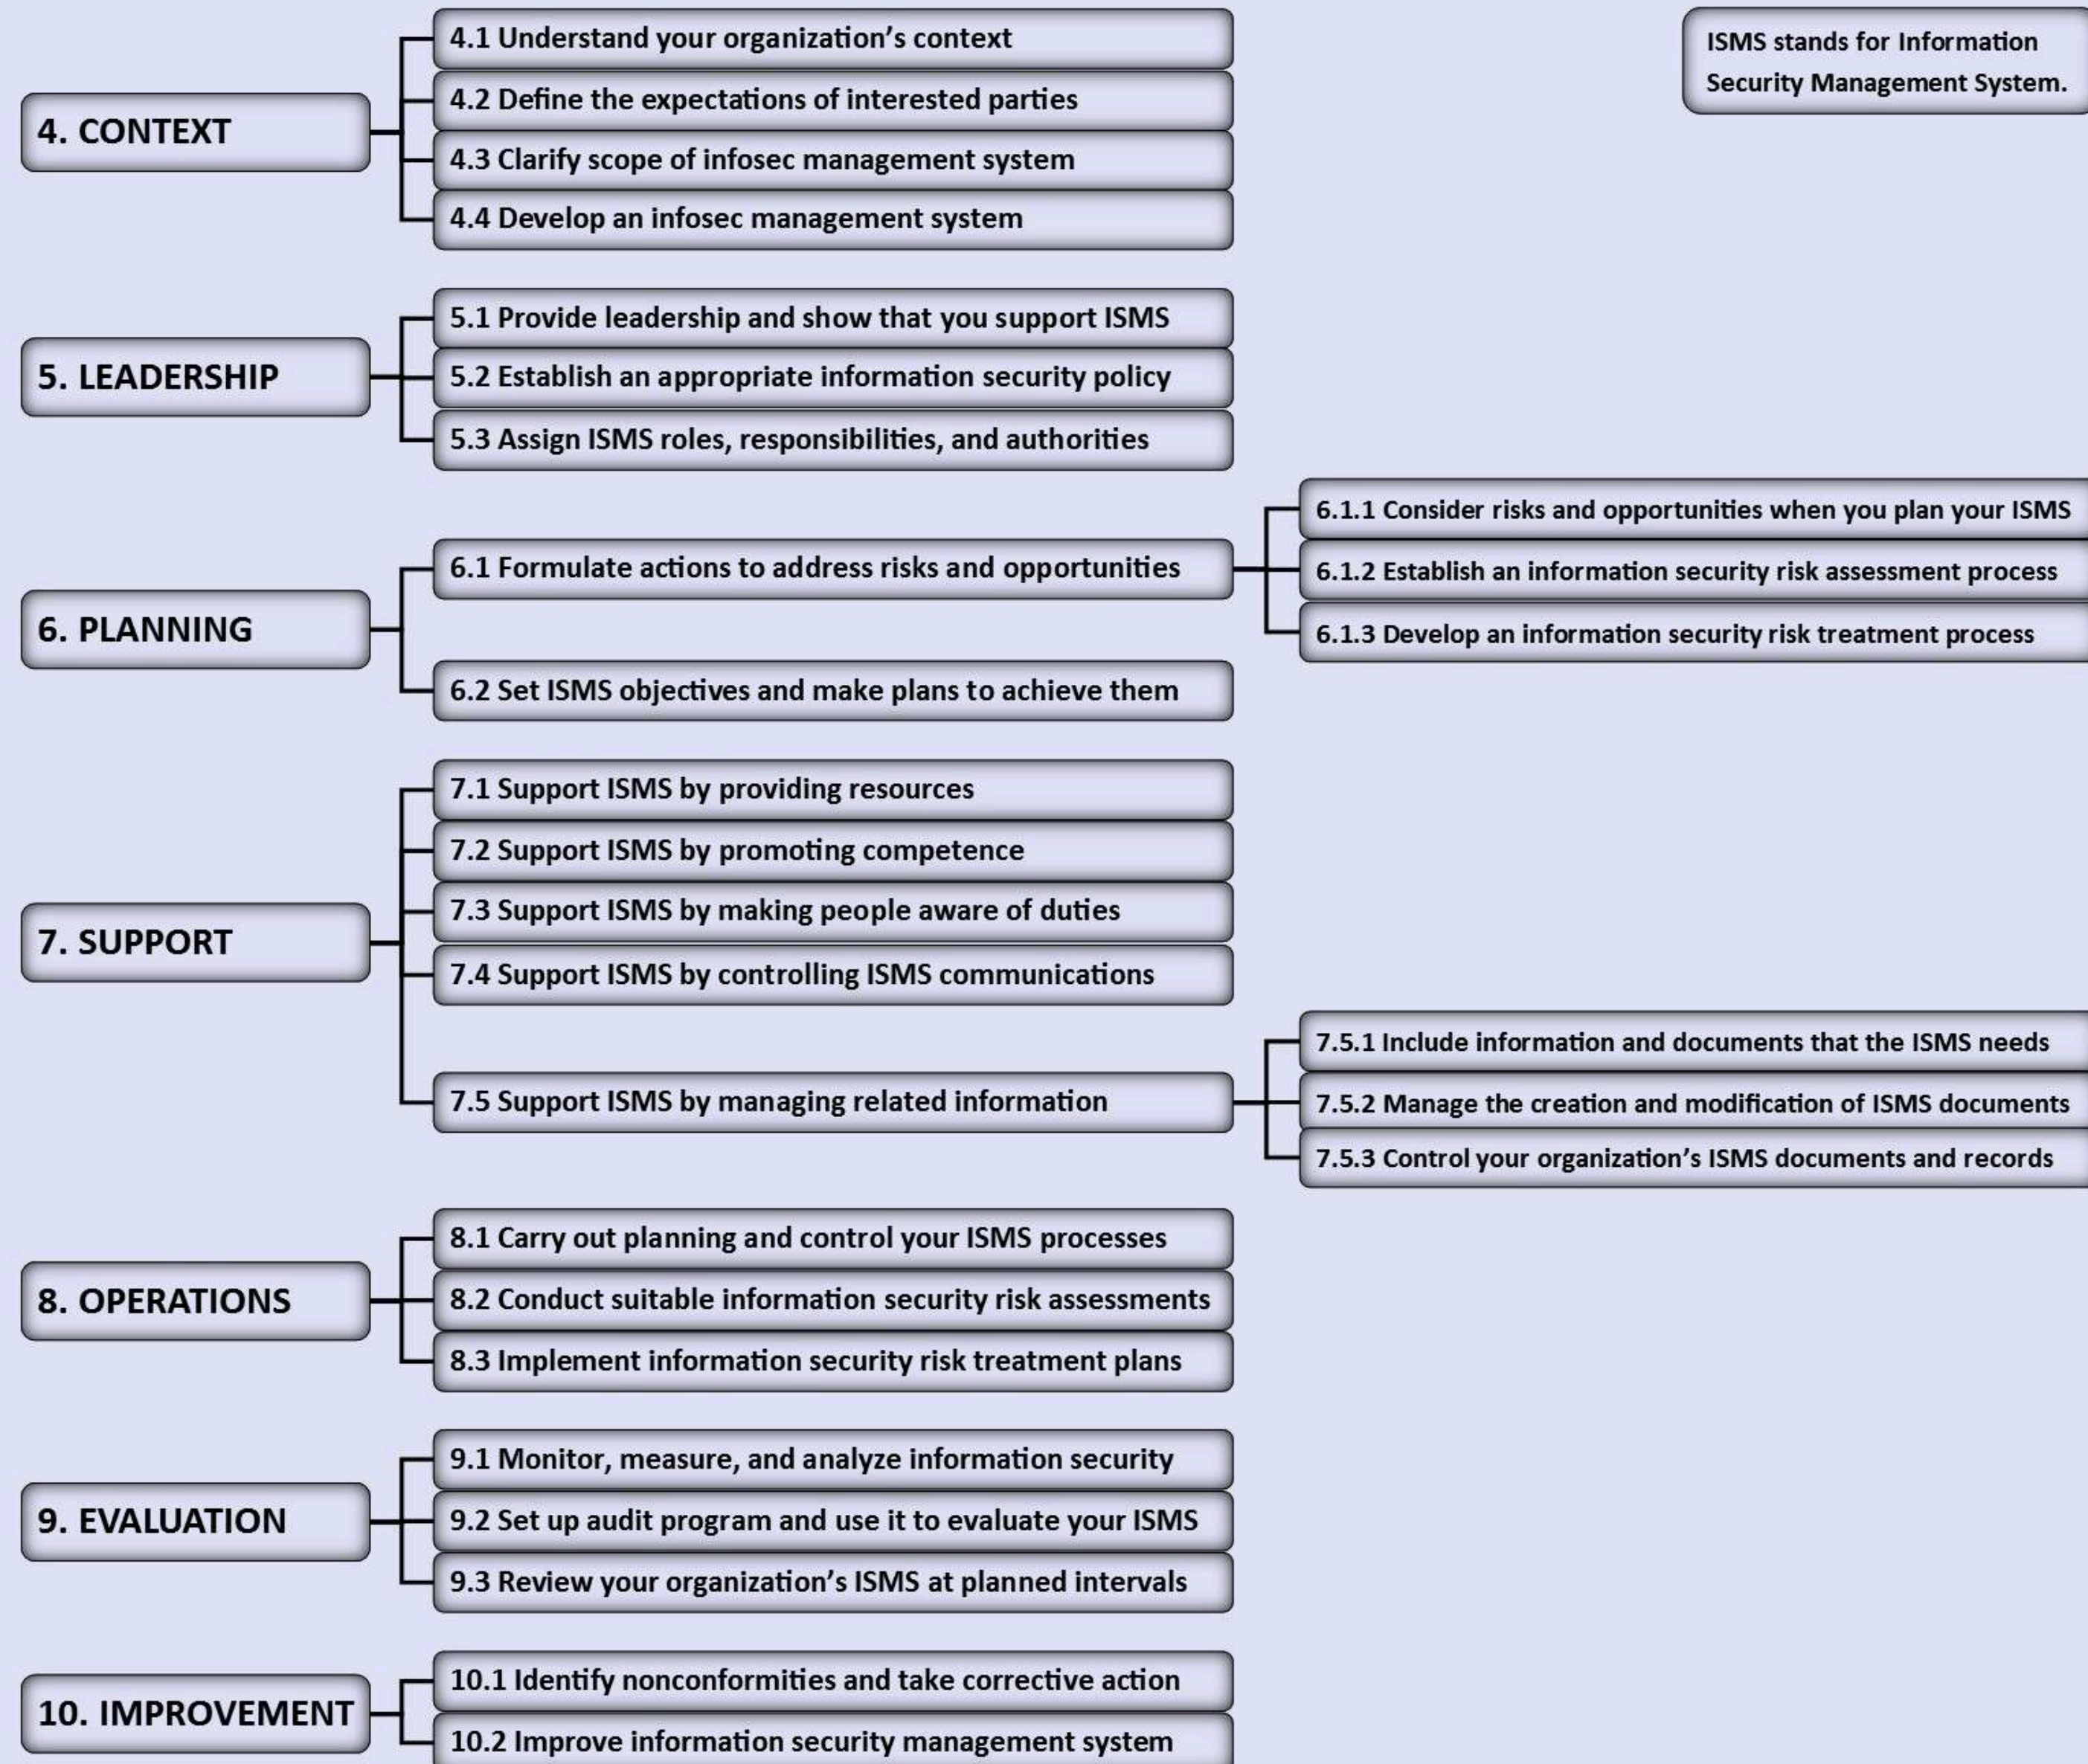 4. CONTEXT
4.1 Understand your organization’s context
4.2 Define the expectations of interested parties
4.3 Clarify scope of infosec management system
4.4 Develop an infosec management system
ISMS stands for Information
Security Management System.
5. LEADERSHIP
5.1 Provide leadership and show that you support ISMS
5.2 Establish an appropriate information security policy
5.3 Assign ISMS roles, responsibilities, and authorities
6. PLANNING
6.1 Formulate actions to address risks and opportunities
6.1.1 Consider risks and opportunities when you plan your ISMS
6.1.2 Establish an information security risk assessment process
6.1.3 Develop an information security risk treatment process
6.2 Set ISMS objectives and make plans to achieve them
7. SUPPORT
7.1 Support ISMS by providing resources
7.2 Support ISMS by promoting competence
7.3 Support ISMS by making people aware of duties
7.4 Support ISMS by controlling ISMS communications
7.5 Support ISMS by managing related information
7.5.1 Include information and documents that the ISMS needs
7.5.2 Manage the creation and modification of ISMS documents
7.5.3 Control your organization’s ISMS documents and records
8. OPERATIONS
8.1 Carry out planning and control your ISMS processes
8.2 Conduct suitable information security risk assessments
8.3 Implement information security risk treatment plans
9. EVALUATION
9.1 Monitor, measure, and analyze information security
9.2 Set up audit program and use it to evaluate your ISMS
9.3 Review your organization’s ISMS at planned intervals
10. IMPROVEMENT
10.1 Identify nonconformities and take corrective action
10.2 Improve information security management system